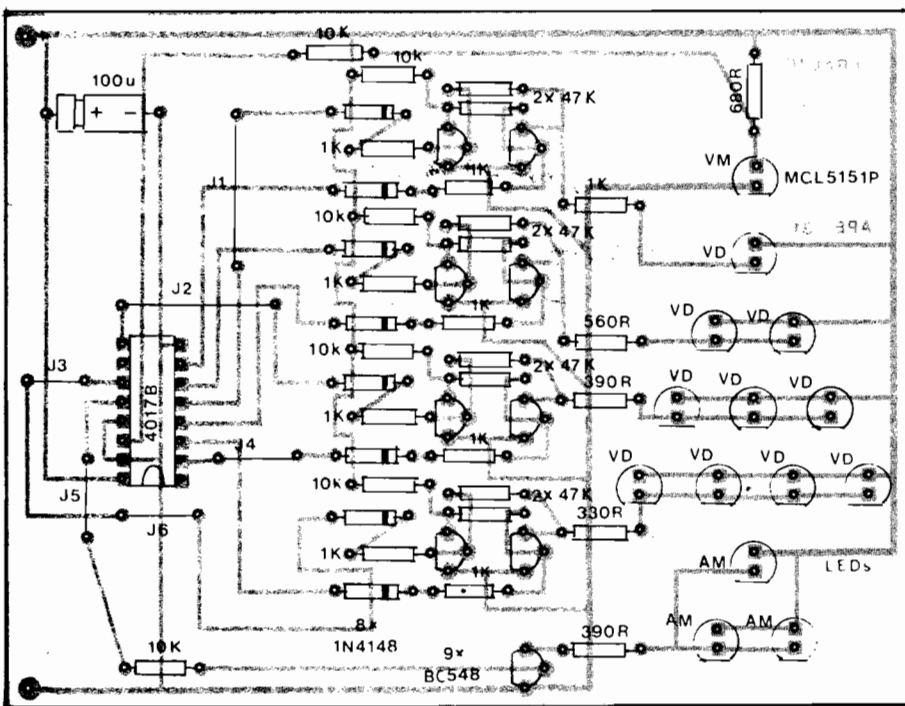 10K
10k
100u
+ -
2x 47K
680R
1K
VM
MCL5151P
J1
1K
1K
10k
2x 47K
VD
J2
1K
1K
560R
VD
VD
J3
10k
390R
VD
VD
VD
4017B
2x 47K
1K
J4
1K
VD
VD
VD
VD
J5
10k
2x 47K
330R
J6
1K
AM
LEDs
1K
8x
1N4148
390R
AM
AM
10K
9x
BC548